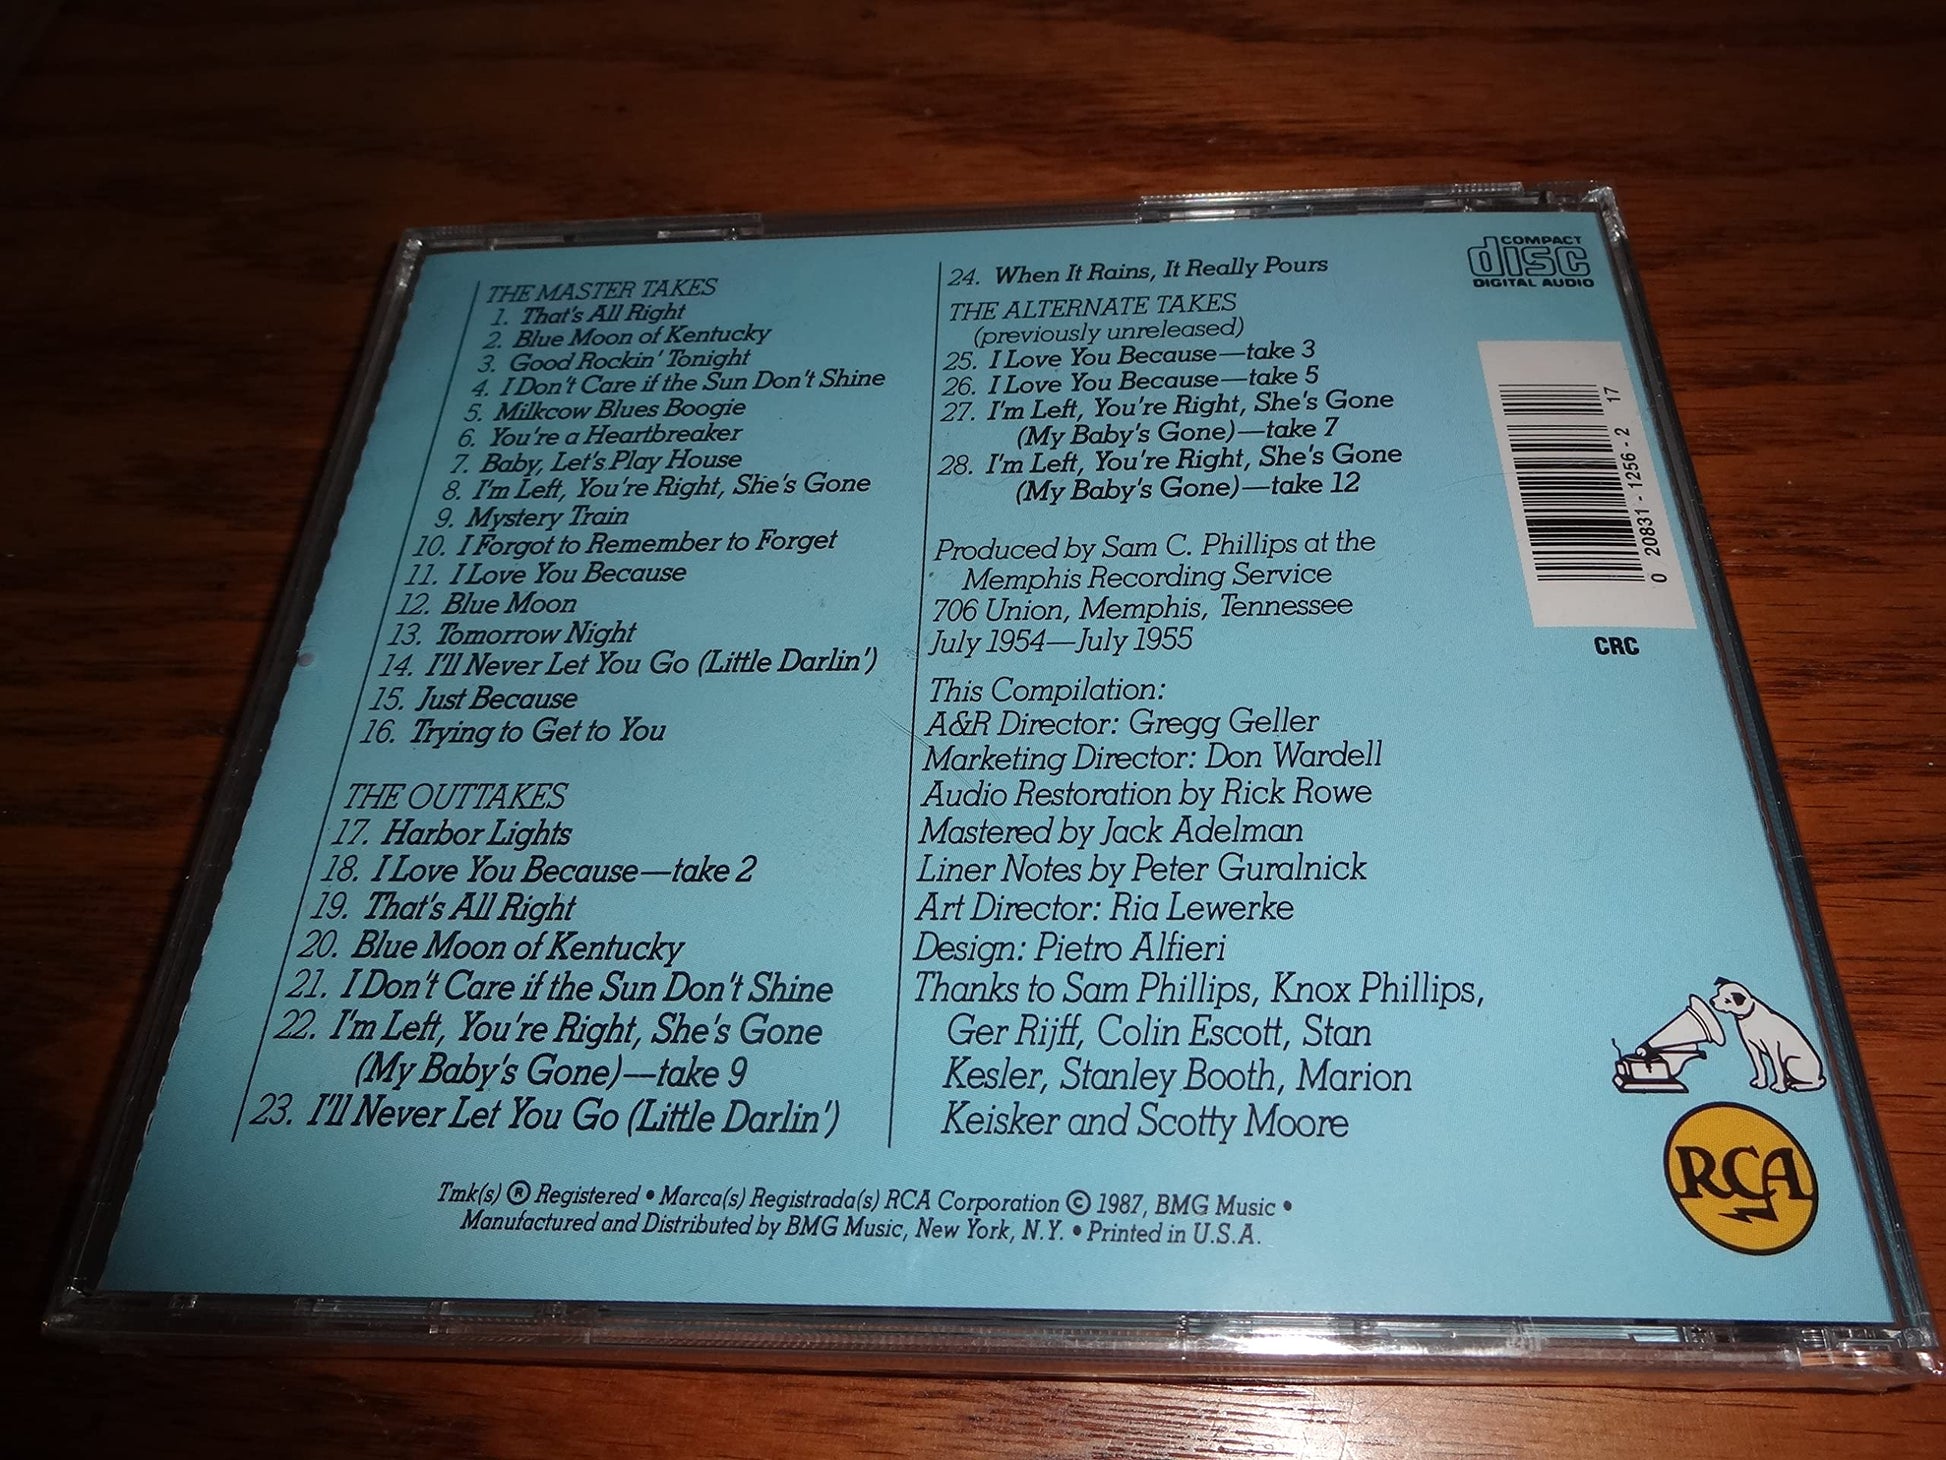 THE MASTER TAKES
1. That's All Right
2. Blue Moon of Kentucky
3. Good Rockin' Tonight
4. I Don't Care if the Sun Don't Shine
5. Milkcow Blues Boogie
6. You're a Heartbreaker
7. Baby, Let's Play House
8. I'm Left, You're Right, She's Gone
9. Mystery Train
10. I Forgot to Remember to Forget
11. I Love You Because
12. Blue Moon
13. Tomorrow Night
14. I'll Never Let You Go (Little Darlin')
15. Just Because
16. Trying to Get to You
THE OUTTAKES
17. Harbor Lights
18. I Love You Because—take 2
19. That's All Right
20. Blue Moon of Kentucky
21. I Don't Care if the Sun Don't Shine
22. I'm Left, You're Right, She's Gone
(My Baby's Gone)—take 9
23. I'll Never Let You Go (Little Darlin')
24. When It Rains, It Really Pours
THE ALTERNATE TAKES
(previously unreleased)
25. I Love You Because—take 3
26. I Love You Because—take 5
27. I'm Left, You're Right, She's Gone
(My Baby's Gone)—take 7
28. I'm Left, You're Right, She's Gone
(My Baby's Gone)—take 12
Produced by Sam C. Phillips at the
Memphis Recording Service
706 Union, Memphis, Tennessee
July 1954—July 1955
This Compilation:
A&R Director: Gregg Geller
Marketing Director: Don Wardell
Audio Restoration by Rick Rowe
Mastered by Jack Adelman
Liner Notes by Peter Guralnick
Art Director: Ria Lewerke
Design: Pietro Alfieri
Thanks to Sam Phillips, Knox Phillips,
Ger Rijff, Colin Escott, Stan
Kesler, Stanley Booth, Marion
Keisker and Scotty Moore
COMPACT
disc
DIGITAL AUDIO
0 20831-1256-2 17
CRC
RCA
Tmk(s) ® Registered • Marca(s) Registrada(s) RCA Corporation © 1987, BMG Music •
Manufactured and Distributed by BMG Music, New York, N.Y. • Printed in U.S.A.